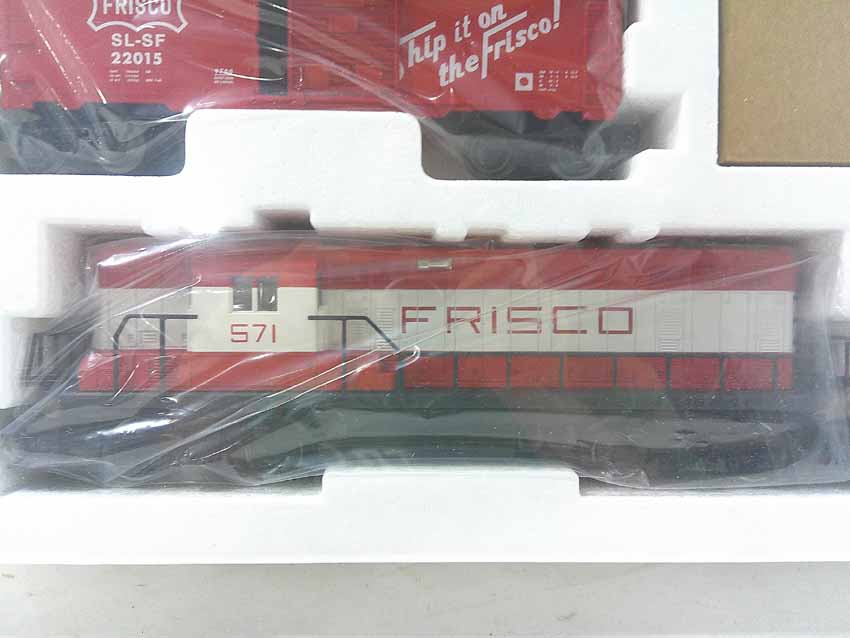 FRISCO
SL-SF
22015
Ship it on
the Frisco!
571
FRISCO